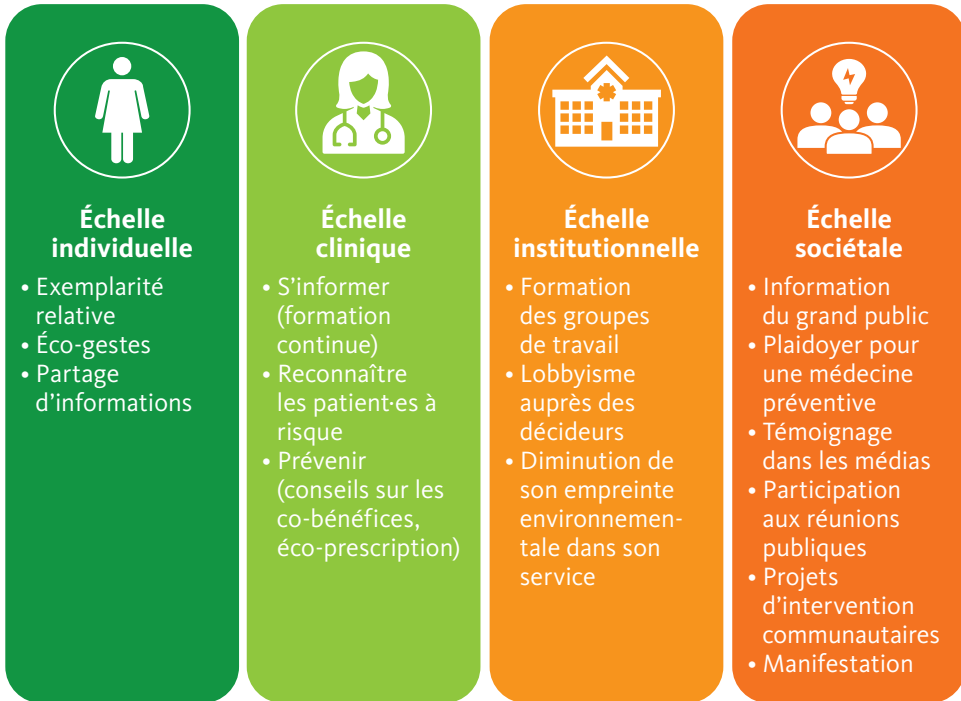 Échelle
individuelle
• Exemplarité
relative
• Éco-gestes
• Partage
d'informations
Échelle
clinique
• S'informer
(formation
continue)
• Reconnaître
les patient·es à
risque
• Prévenir
(conseils sur les
co-bénéfices,
éco-prescription)
Échelle
institutionnelle
• Formation
des groupes
de travail
• Lobbyisme
auprès des
décideurs
• Diminution de
son empreinte
environnemen-
tale dans son
service
Échelle
sociétale
• Information
du grand public
• Plaidoyer pour
une médecine
préventive
• Témoignage
dans les médias
• Participation
aux réunions
publiques
• Projets
d'intervention
communautaires
• Manifestation